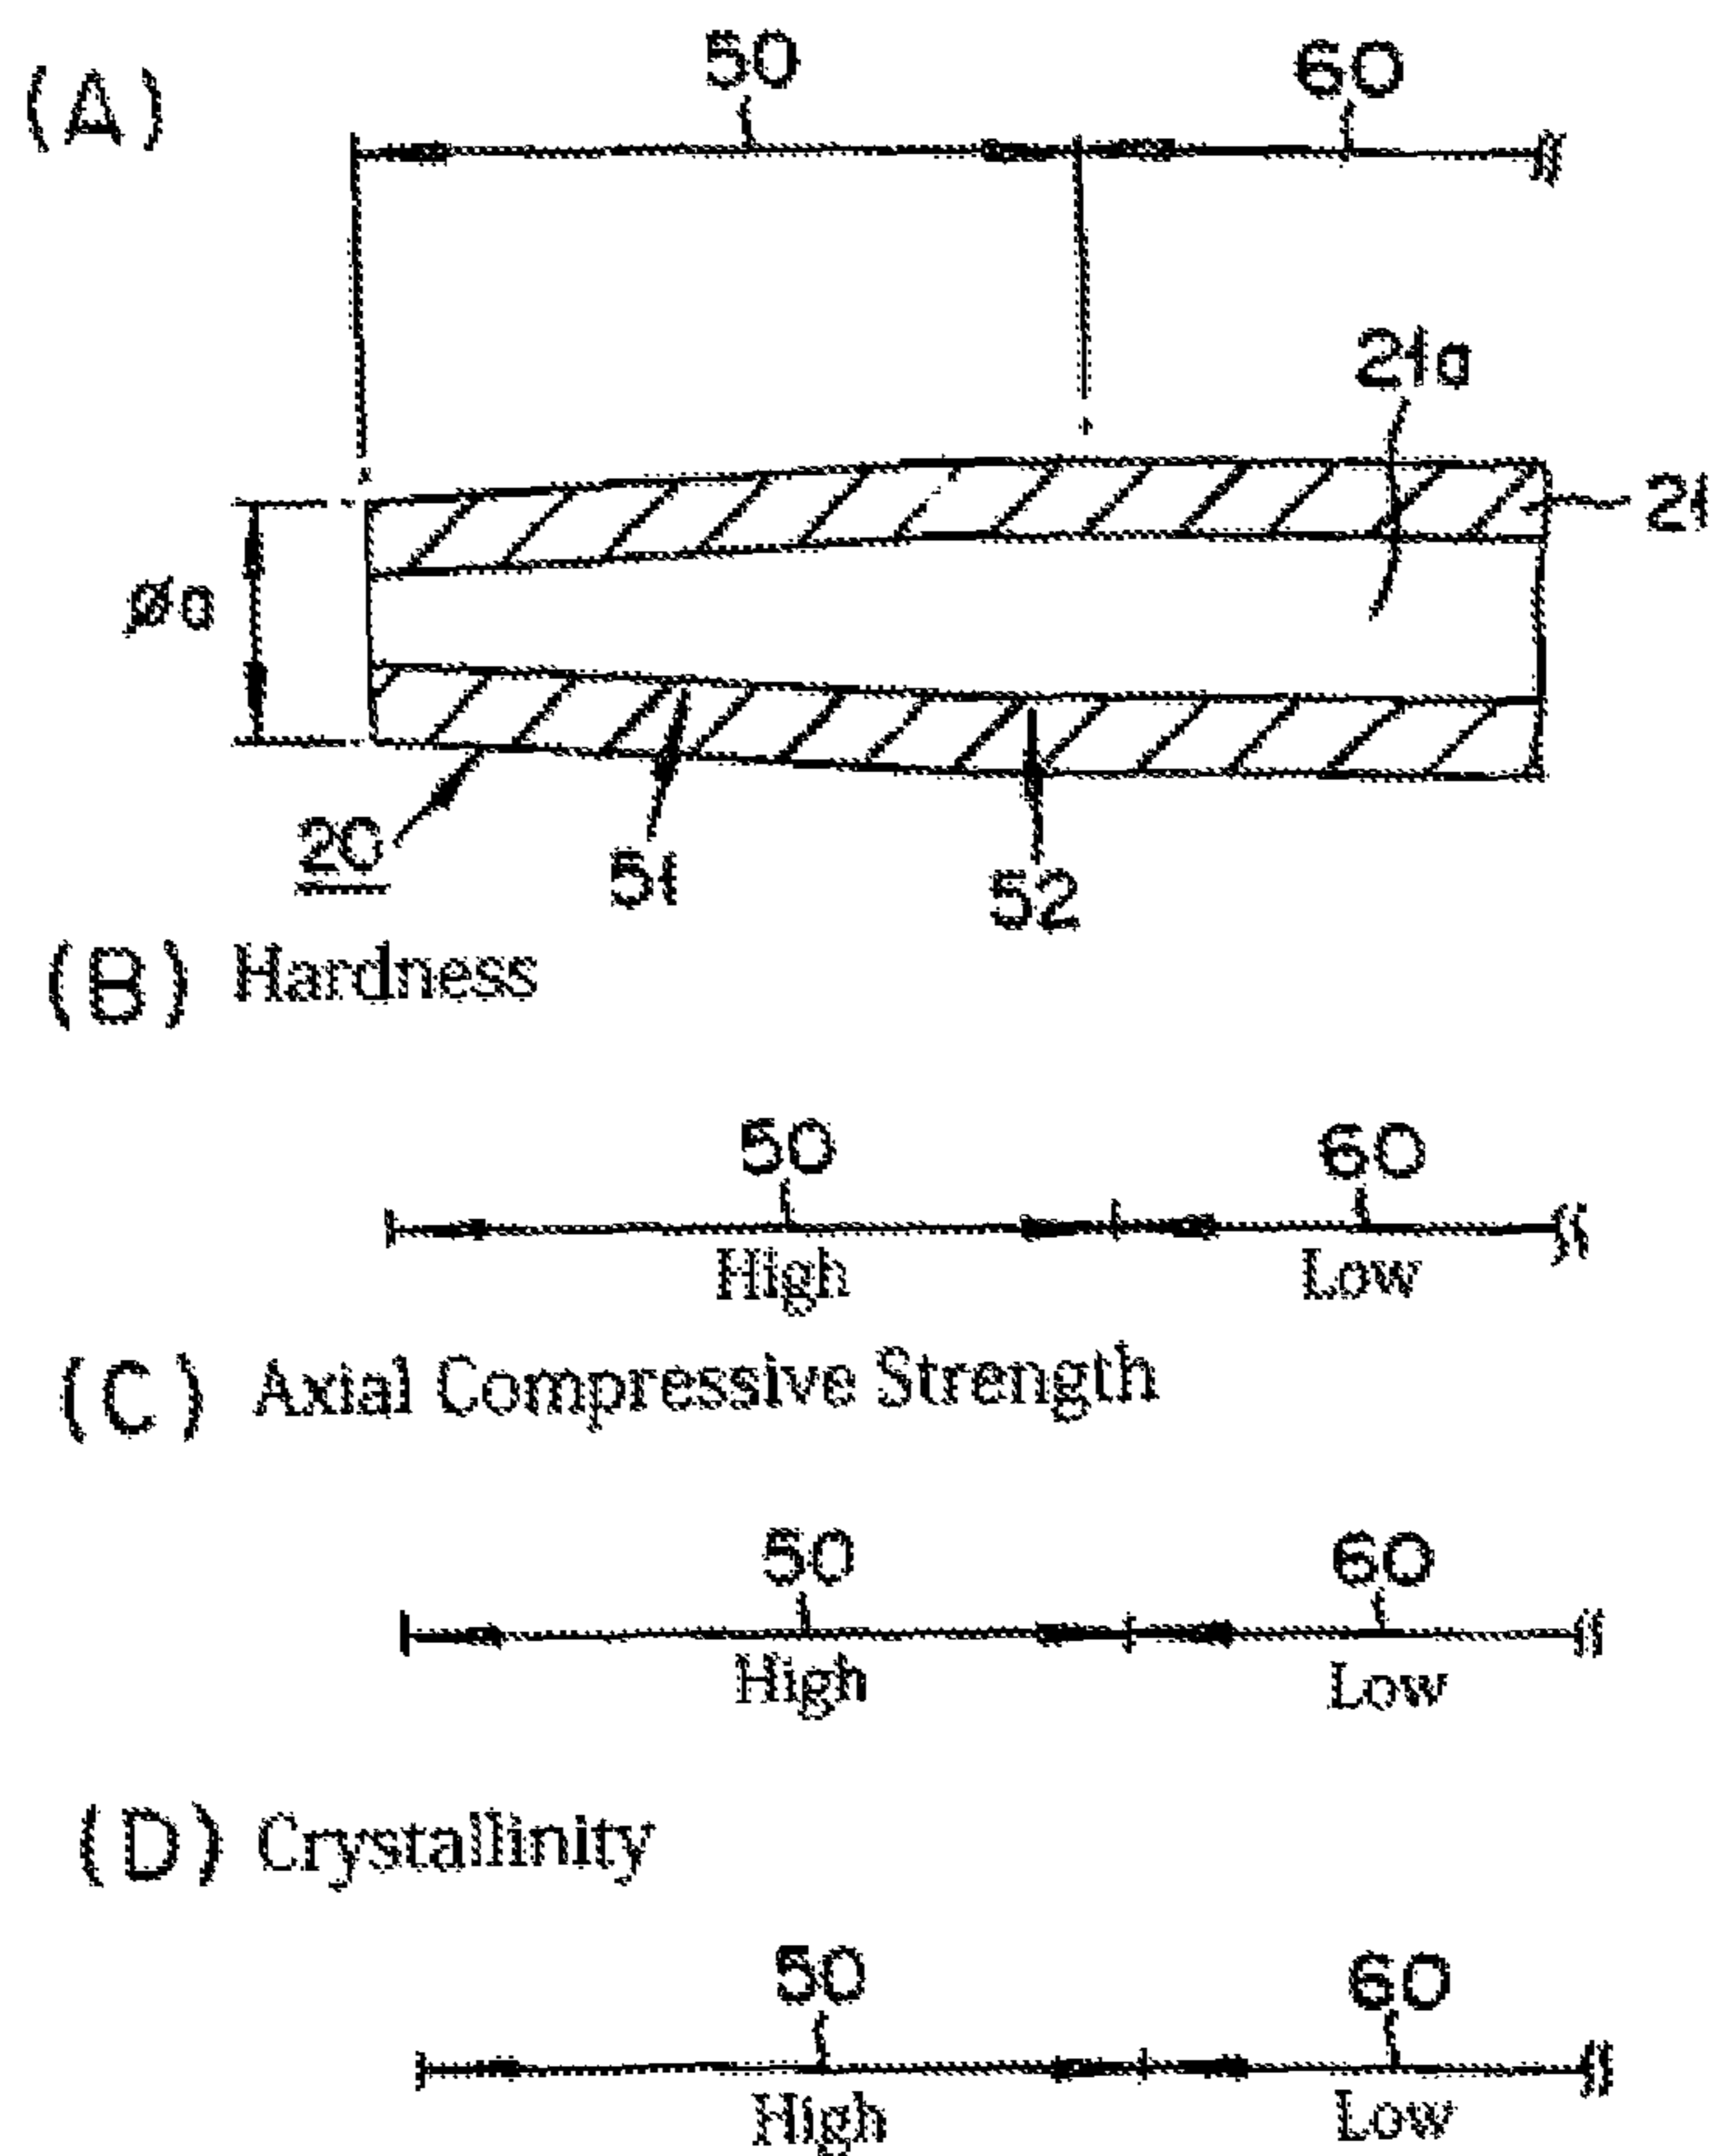 (A)
50 60
21a
21
øa
20 51 52
(B) Hardness
50 60
High Low
(C) Axial Compressive Strength
50 60
High Low
(D) Crystallinity
50 60
High Low